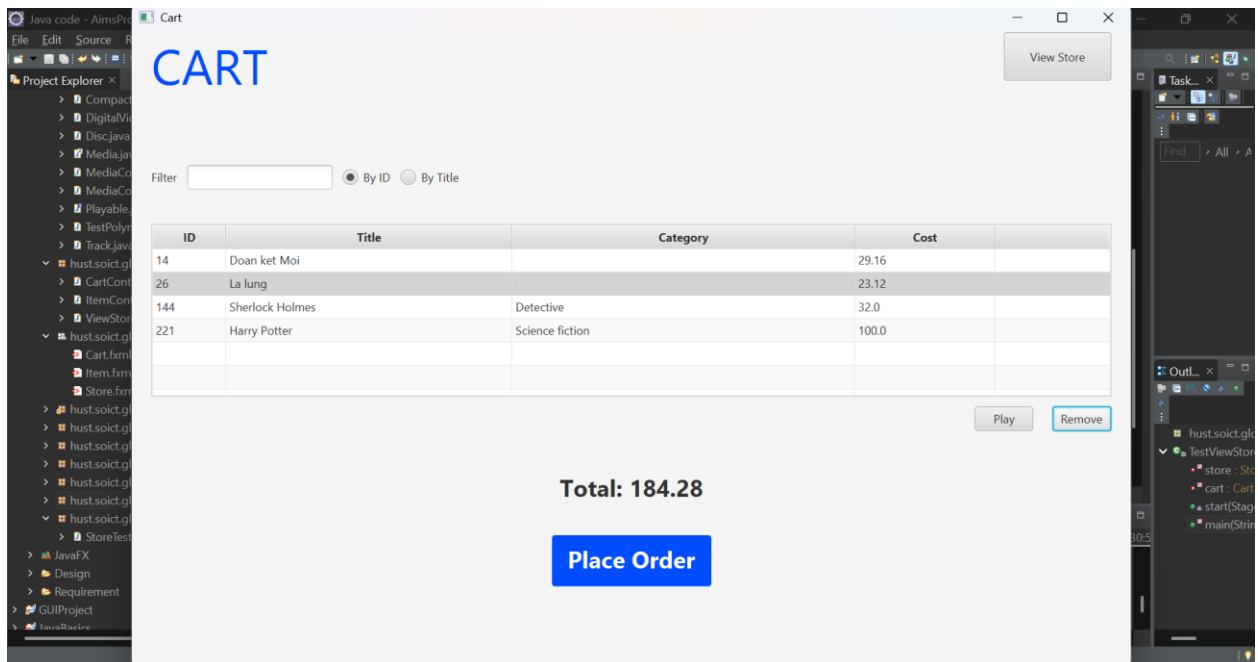 Java code - AimsPro
Cart
File Edit Source R
CART
View Store
Project Explorer
Task...
Compact
DigitalVi
Disc.java
Media.jav
MediaCo
MediaCo
Playable.
TestPolyn
Track.java
hust.soict.gl
CartCont
ItemCon
ViewStor
hust.soict.gl
Cart.fxml
Item.fxm
Store.fxm
hust.soict.gl
hust.soict.gl
hust.soict.gl
hust.soict.gl
hust.soict.gl
hust.soict.gl
hust.soict.gl
StoreTest
JavaFX
Design
Requirement
GUIProject
JavaBasics
Find All A
Filter By ID By Title
ID Title Category Cost
14 Doan ket Moi 29.16
26 La lung 23.12
144 Sherlock Holmes Detective 32.0
221 Harry Potter Science fiction 100.0
Play Remove
Total: 184.28
Place Order
Outl...
hust.soict.glo
TestViewStor
store : Sto
cart : Cart
start(Stag
main(Strin
30:5